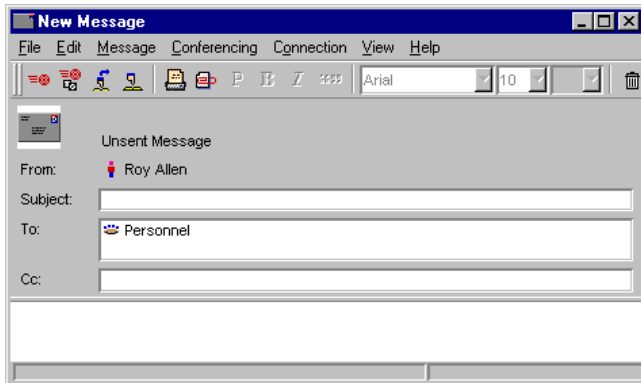 New Message
File Edit Message Conferencing Connection View Help
P B I Arial 10
Unsent Message
From: Roy Allen
Subject:
To: Personnel
Cc: